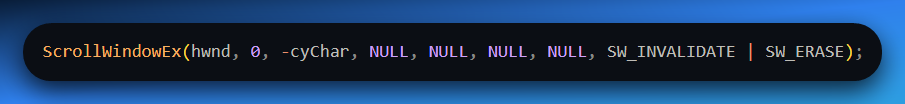 ScrollWindowEx(hwnd, 0, -cyChar, NULL, NULL, NULL, NULL, SW_INVALIDATE | SW_ERASE);